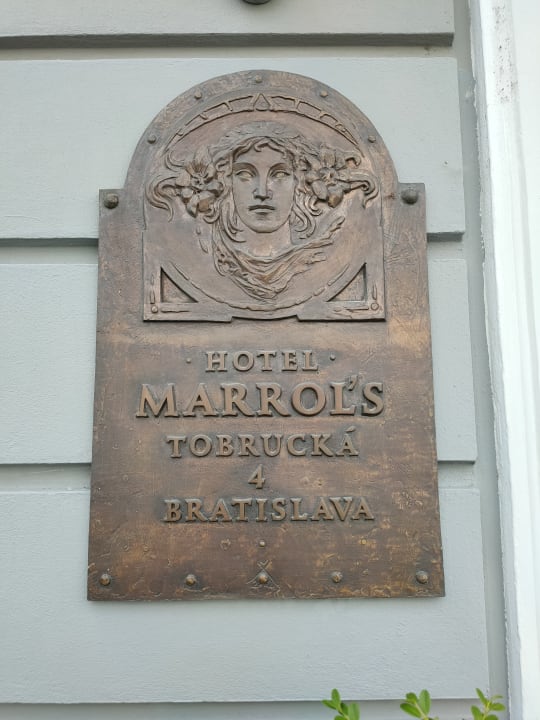 · HOTEL ·
MARROL'S
TOBRUCKÁ
4
BRATISLAVA